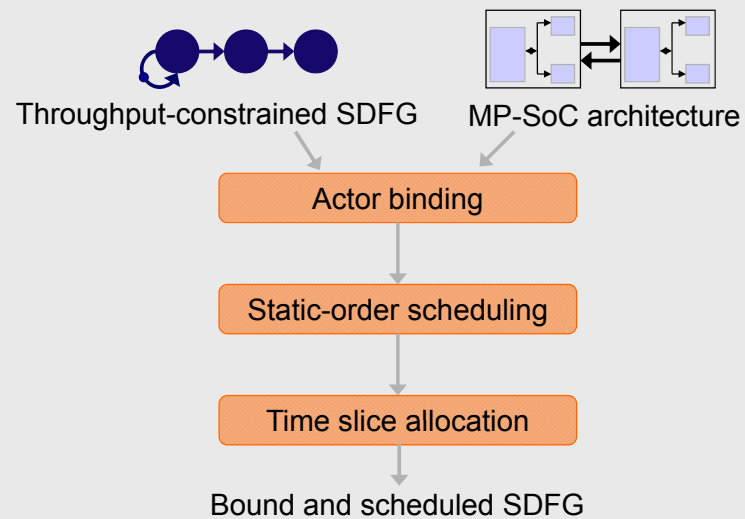 Throughput-constrained SDFG
MP-SoC architecture
Actor binding
Static-order scheduling
Time slice allocation
Bound and scheduled SDFG